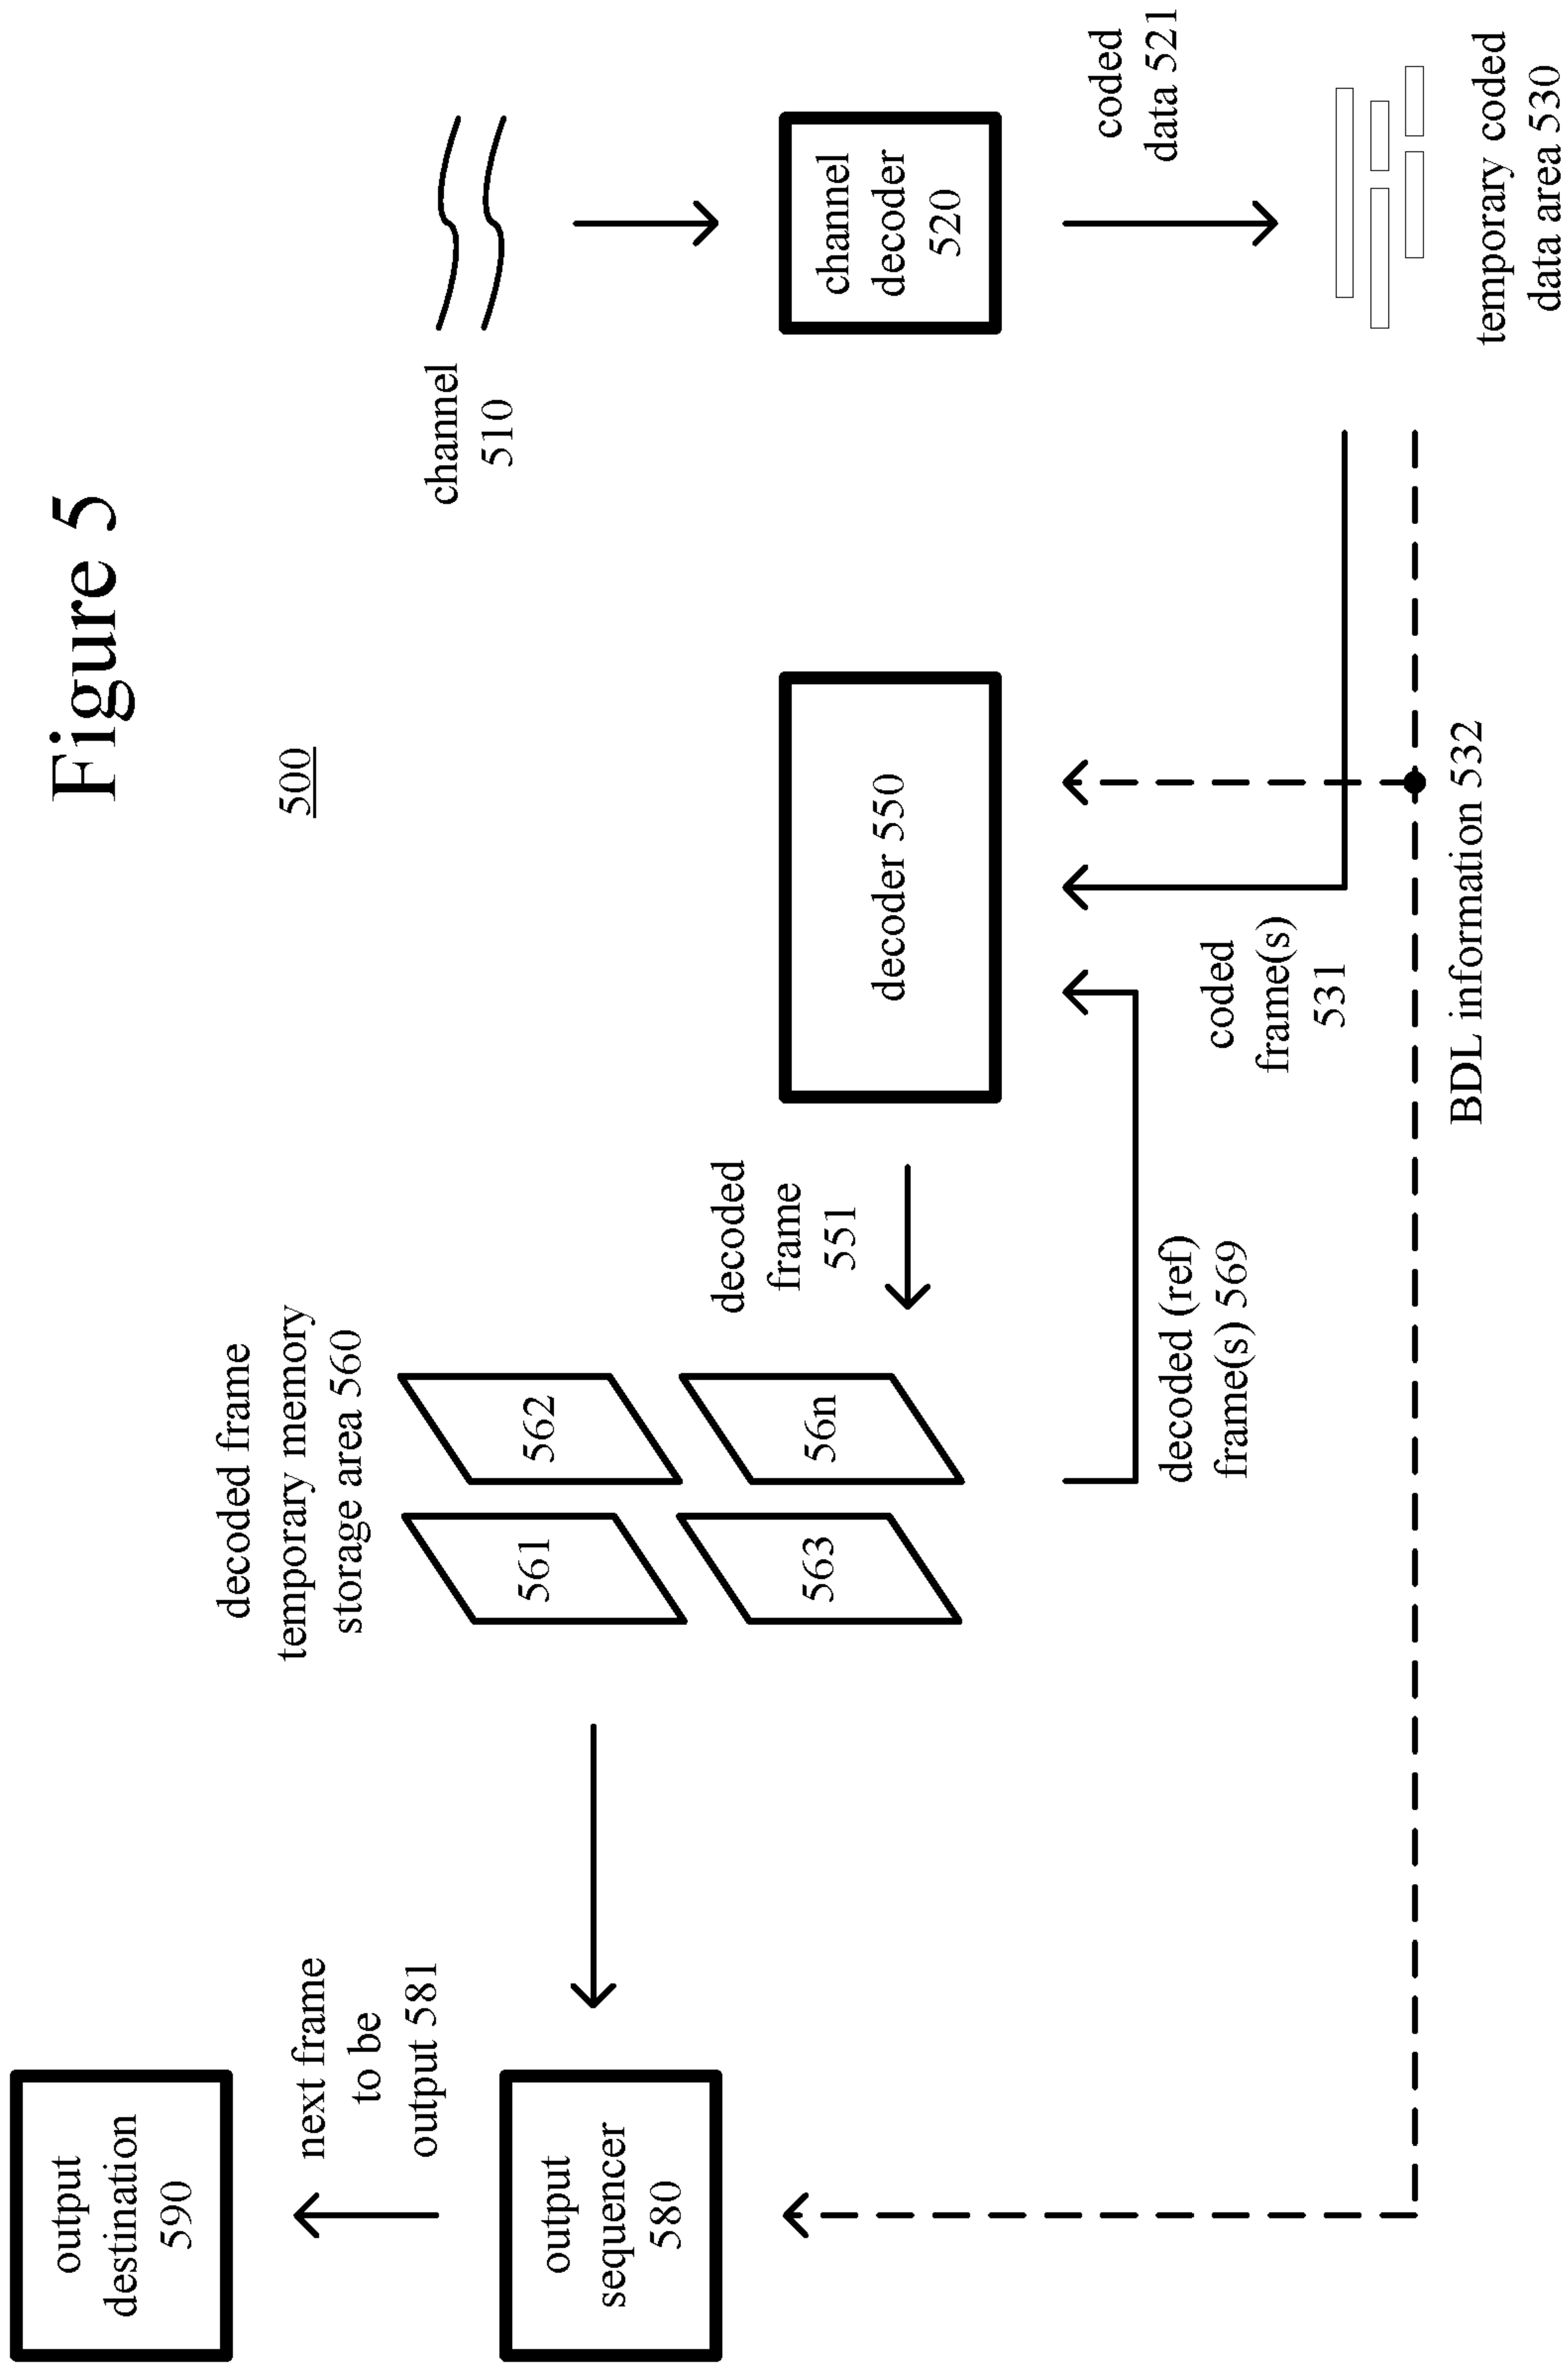 Figure 5
500
output
destination
590
next frame
to be
output 581
output
sequencer
580
decoded frame
temporary memory
storage area 560
561
562
563
56n
decoded
frame
551
decoded (ref)
frame(s) 569
decoder 550
coded
frame(s)
531
BDL information 532
channel
510
channel
decoder
520
coded
data 521
temporary coded
data area 530